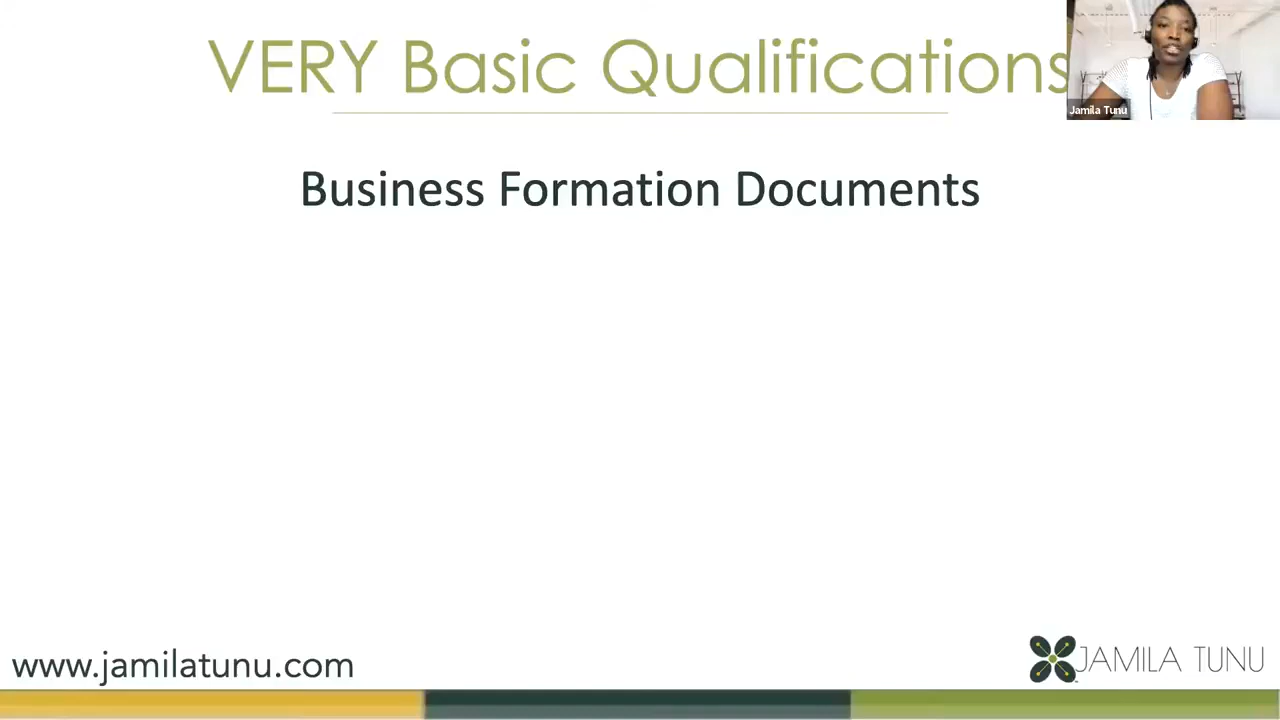 VERY Basic Qualifications
Jamila Tunu
Business Formation Documents
www.jamilatunu.com
JAMILA TUNU